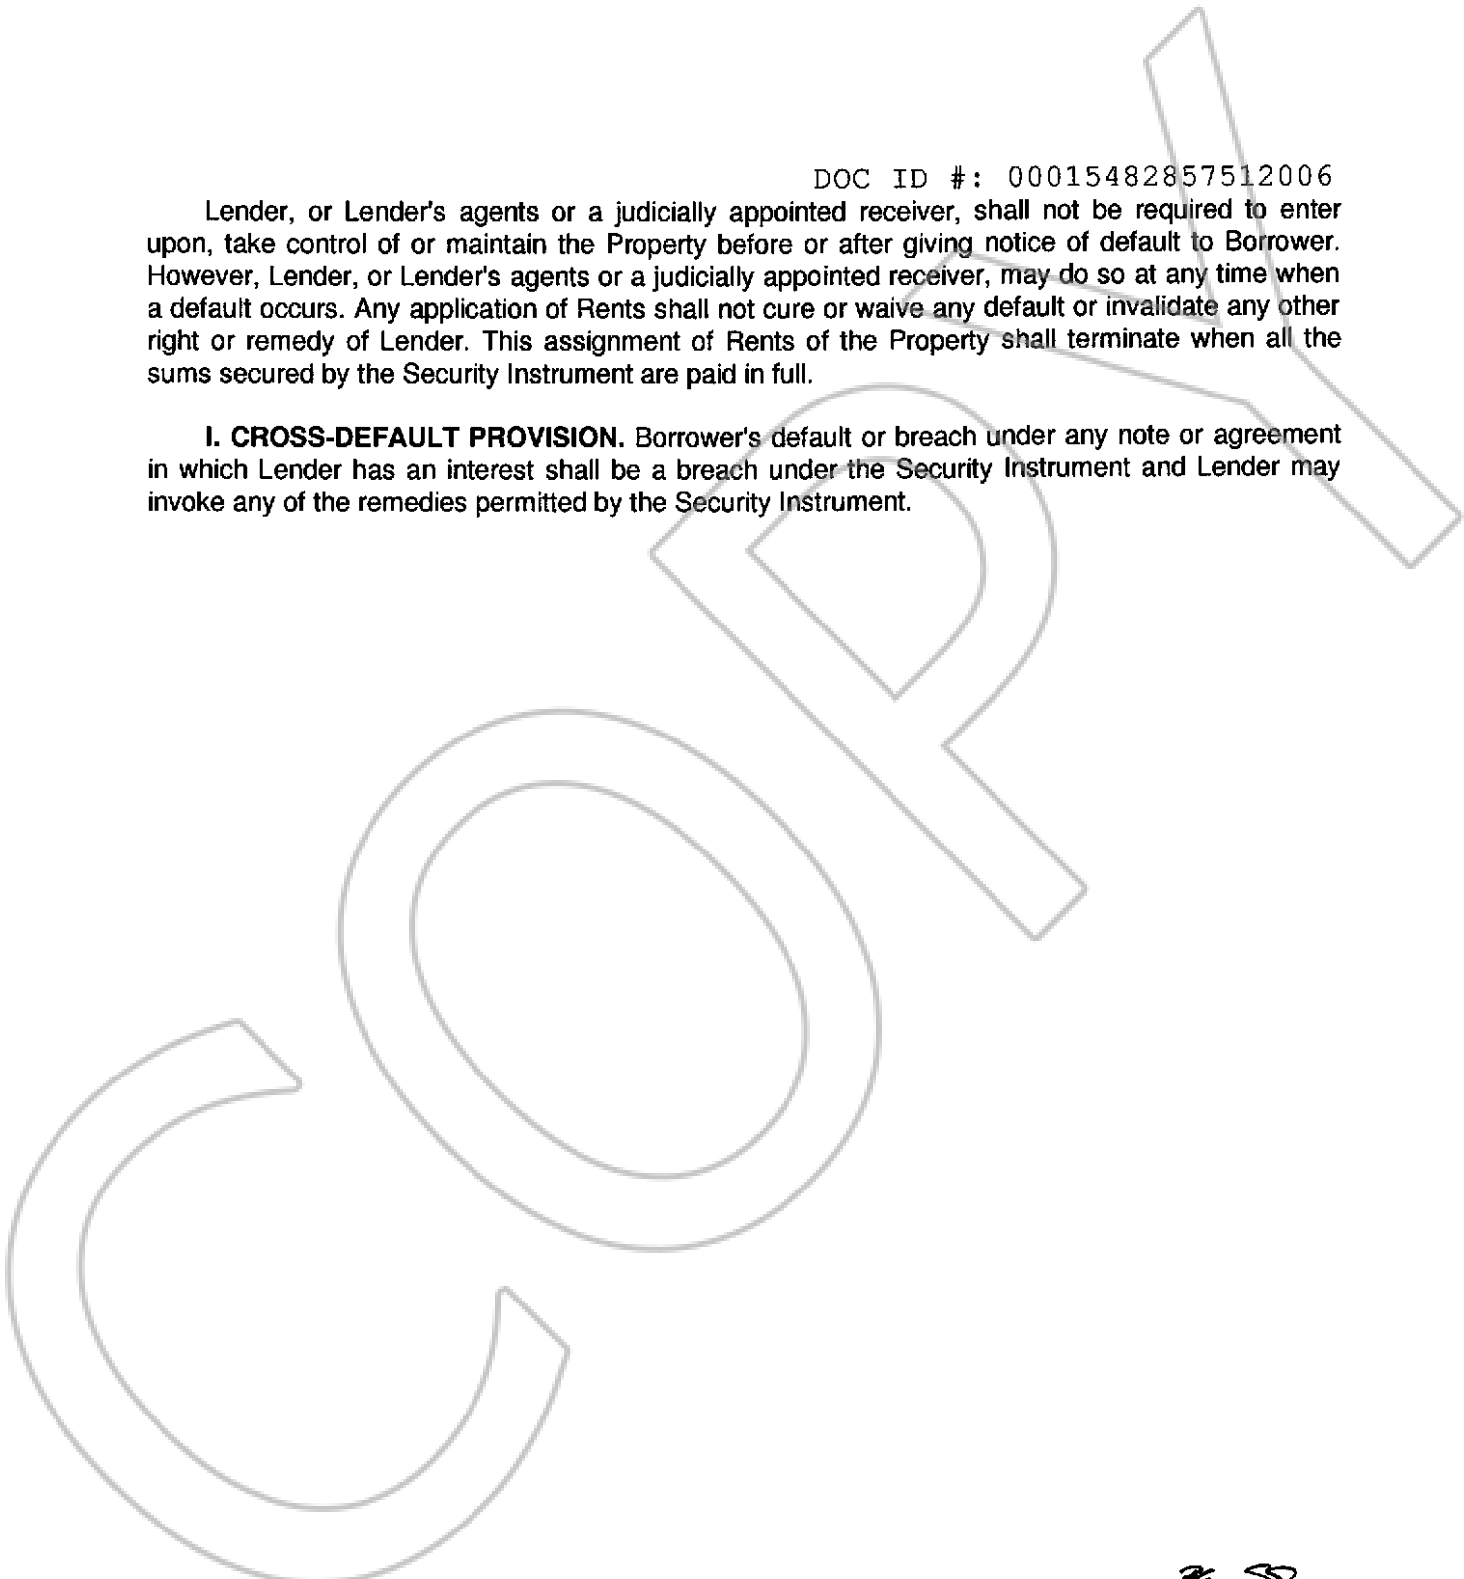 DOC ID #: 00015482857512006
Lender, or Lender's agents or a judicially appointed receiver, shall not be required to enter
upon, take control of or maintain the Property before or after giving notice of default to Borrower.
However, Lender, or Lender's agents or a judicially appointed receiver, may do so at any time when
a default occurs. Any application of Rents shall not cure or waive any default or invalidate any other
right or remedy of Lender. This assignment of Rents of the Property shall terminate when all the
sums secured by the Security Instrument are paid in full.
I. CROSS-DEFAULT PROVISION. Borrower's default or breach under any note or agreement
in which Lender has an interest shall be a breach under the Security Instrument and Lender may
invoke any of the remedies permitted by the Security Instrument.
COPY